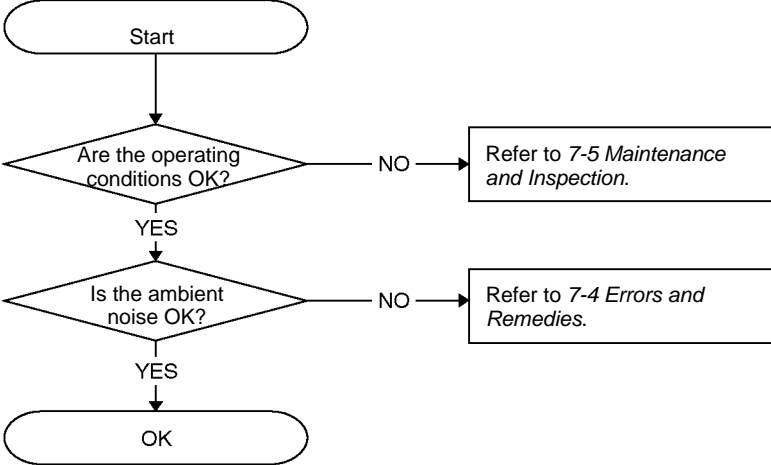 Start
Are the operating
conditions OK?
NO
Refer to 7-5 Maintenance
and Inspection.
YES
Is the ambient
noise OK?
NO
Refer to 7-4 Errors and
Remedies.
YES
OK